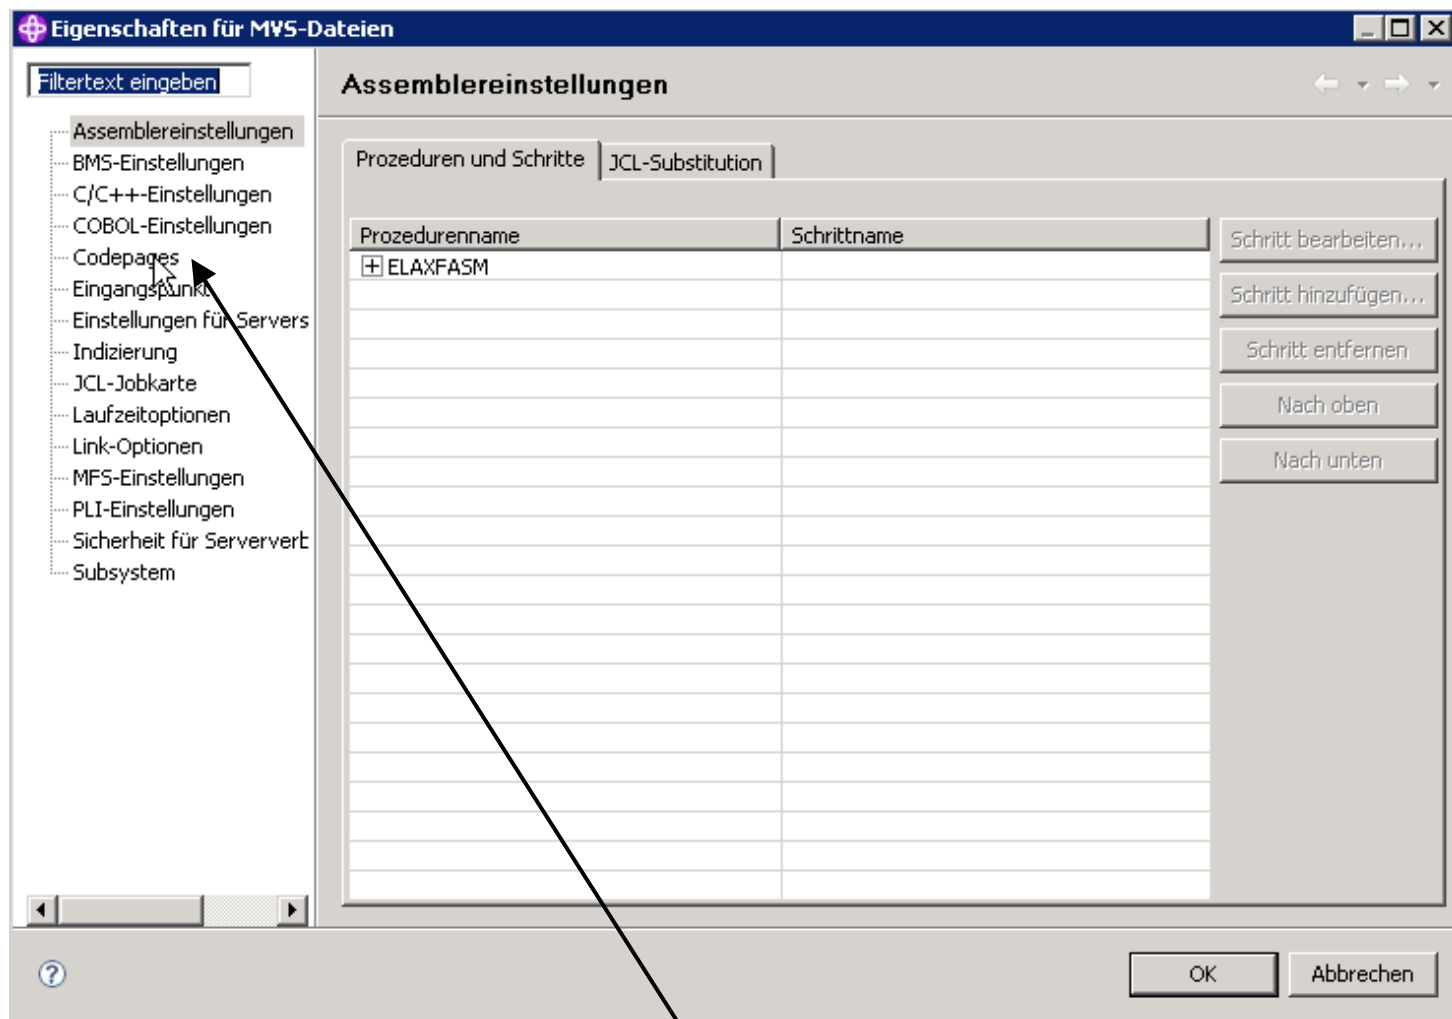 Eigenschaften für MVS-Dateien
Filtertext eingeben
Assemblereinstellungen
BMS-Einstellungen
C/C++-Einstellungen
COBOL-Einstellungen
Codepages
Eingangspunkt
Einstellungen für Servers
Indizierung
JCL-Jobkarte
Laufzeitoptionen
Link-Optionen
MFS-Einstellungen
PLI-Einstellungen
Sicherheit für Serververb
Subsystem
Assemblereinstellungen
Prozeduren und Schritte JCL-Substitution
Prozedurenname Schrittname
ELAXFASM
Schritt bearbeiten...
Schritt hinzufügen...
Schritt entfernen
Nach oben
Nach unten
OK Abbrechen